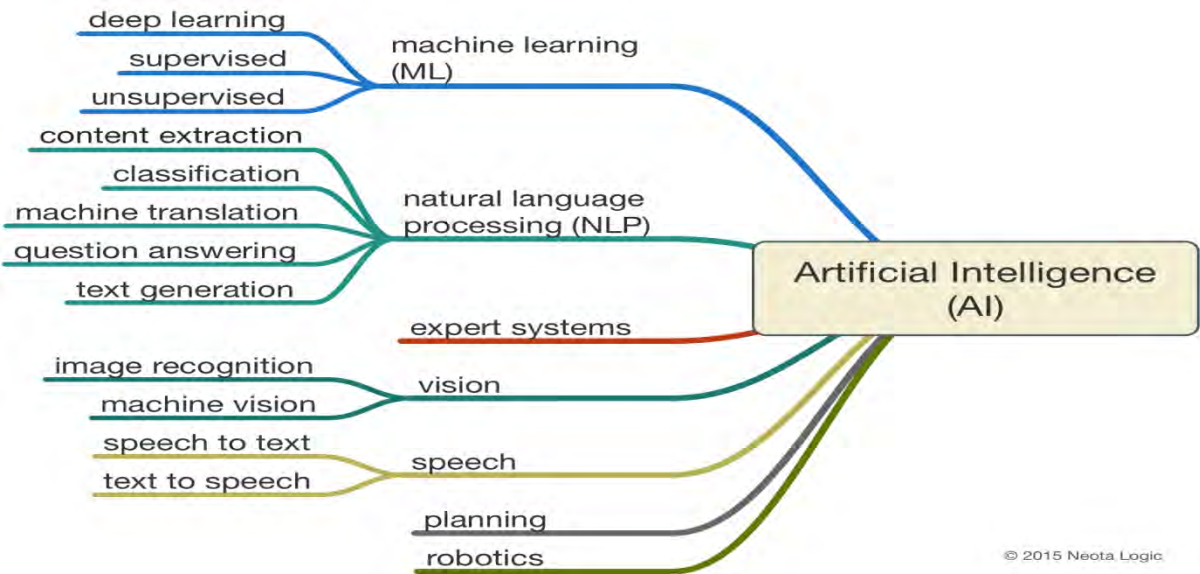 deep learning
supervised
unsupervised
machine learning
(ML)
content extraction
classification
machine translation
question answering
text generation
natural language
processing (NLP)
expert systems
image recognition
machine vision
vision
speech to text
text to speech
speech
planning
robotics
Artificial Intelligence
(AI)
© 2015 Neota Logic